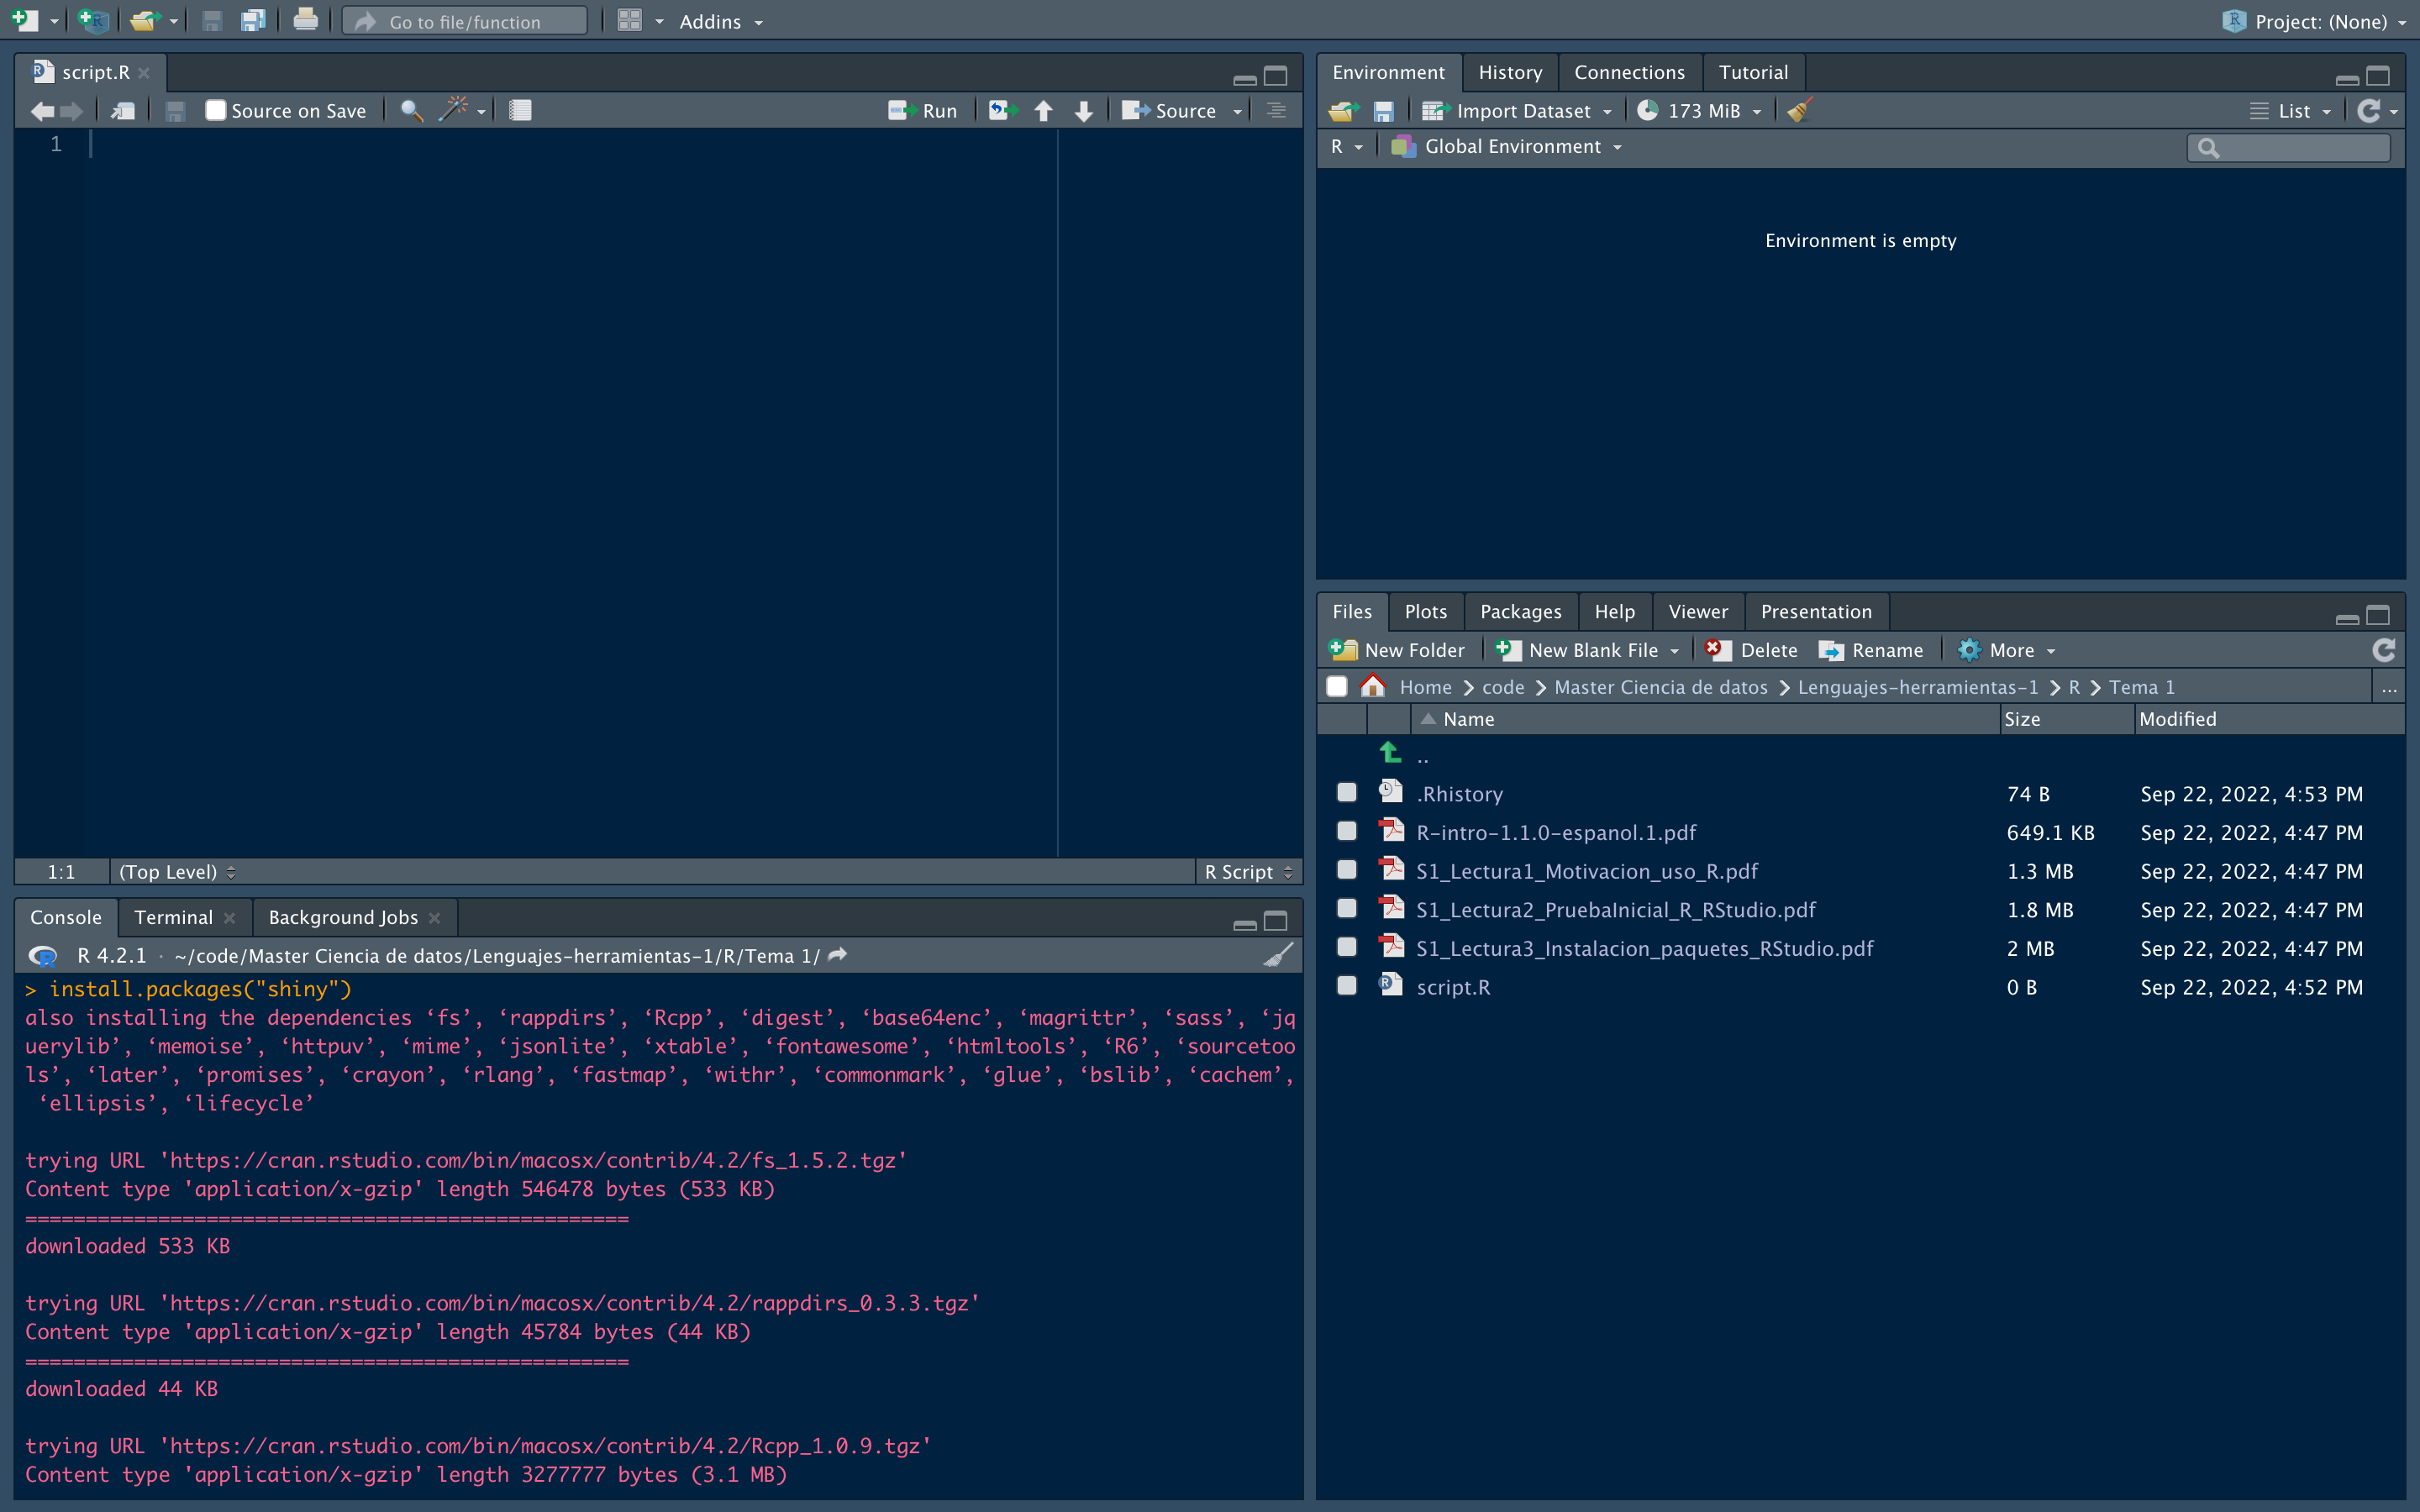 Go to file/function
Addins
Project: (None)
script.R
Source on Save
Run
Source
1
1:1
(Top Level)
R Script
Console
Terminal
Background Jobs
R 4.2.1 · ~/code/Master Ciencia de datos/Lenguajes-herramientas-1/R/Tema 1/
> install.packages("shiny")
also installing the dependencies ‘fs’, ‘rappdirs’, ‘Rcpp’, ‘digest’, ‘base64enc’, ‘magrittr’, ‘sass’, ‘jq
uerylib’, ‘memoise’, ‘httpuv’, ‘mime’, ‘jsonlite’, ‘xtable’, ‘fontawesome’, ‘htmltools’, ‘R6’, ‘sourcetoo
ls’, ‘later’, ‘promises’, ‘crayon’, ‘rlang’, ‘fastmap’, ‘withr’, ‘commonmark’, ‘glue’, ‘bslib’, ‘cachem’,
‘ellipsis’, ‘lifecycle’
trying URL 'https://cran.rstudio.com/bin/macosx/contrib/4.2/fs_1.5.2.tgz'
Content type 'application/x-gzip' length 546478 bytes (533 KB)
==================================================
downloaded 533 KB
trying URL 'https://cran.rstudio.com/bin/macosx/contrib/4.2/rappdirs_0.3.3.tgz'
Content type 'application/x-gzip' length 45784 bytes (44 KB)
==================================================
downloaded 44 KB
trying URL 'https://cran.rstudio.com/bin/macosx/contrib/4.2/Rcpp_1.0.9.tgz'
Content type 'application/x-gzip' length 3277777 bytes (3.1 MB)
Environment
History
Connections
Tutorial
Import Dataset
173 MiB
List
R
Global Environment
Environment is empty
Files
Plots
Packages
Help
Viewer
Presentation
New Folder
New Blank File
Delete
Rename
More
Home > code > Master Ciencia de datos > Lenguajes-herramientas-1 > R > Tema 1
...
Name Size Modified
..
.Rhistory 74 B Sep 22, 2022, 4:53 PM
R-intro-1.1.0-espanol.1.pdf 649.1 KB Sep 22, 2022, 4:47 PM
S1_Lectura1_Motivacion_uso_R.pdf 1.3 MB Sep 22, 2022, 4:47 PM
S1_Lectura2_PruebaInicial_R_RStudio.pdf 1.8 MB Sep 22, 2022, 4:47 PM
S1_Lectura3_Instalacion_paquetes_RStudio.pdf 2 MB Sep 22, 2022, 4:47 PM
script.R 0 B Sep 22, 2022, 4:52 PM